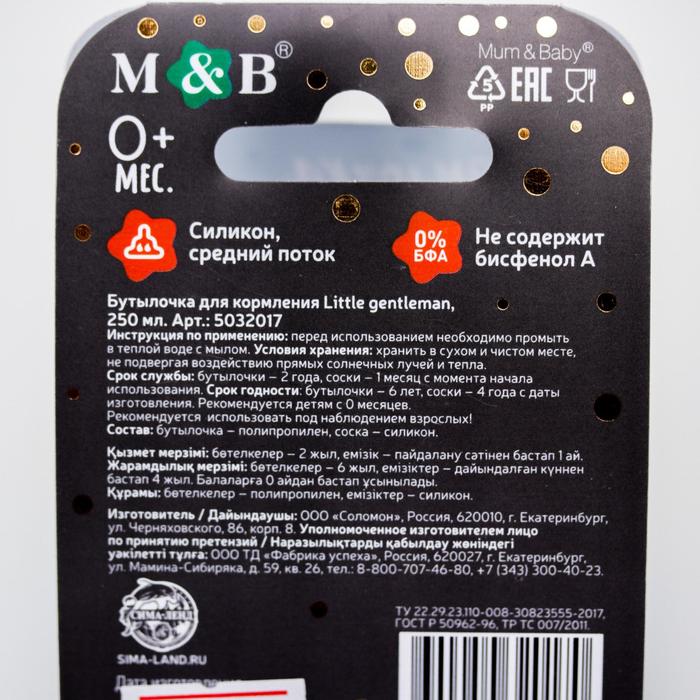 M & B®
Mum & Baby®
5
PP
EAC
0+
МЕС.
Силикон,
средний поток
0%
БФА
Не содержит
бисфенол А
Бутылочка для кормления Little gentleman,
250 мл. Арт.: 5032017
Инструкция по применению: перед использованием необходимо промыть
в теплой воде с мылом. Условия хранения: хранить в сухом и чистом месте,
не подвергая воздействию прямых солнечных лучей и тепла.
Срок службы: бутылочки – 2 года, соски – 1 месяц с момента начала
использования. Срок годности: бутылочки – 6 лет, соски – 4 года с даты
изготовления. Рекомендуется детям с 0 месяцев.
Рекомендуется использовать под наблюдением взрослых!
Состав: бутылочка – полипропилен, соска – силикон.
Қызмет мерзімі: бөтелкелер – 2 жыл, емізік – пайдалану сәтінен бастап 1 ай.
Жарамдылық мерзімі: бөтелкелер – 6 жыл, емізіктер – дайындалған күннен
бастап 4 жыл. Балаларға 0 айдан бастап ұсынылады.
Құрамы: бөтелкелер – полипропилен, емізіктер – силикон.
Изготовитель / Дайындаушы: ООО «Соломон», Россия, 620010, г. Екатеринбург,
ул. Черняховского, 86, корп. 8. Уполномоченное изготовителем лицо
по принятию претензий / Наразылықтарды қабылдау жөніндегі
уәкілетті тұлға: ООО ТД «Фабрика успеха», Россия, 620027, г. Екатеринбург,
ул. Мамина-Сибиряка, д. 59, кв. 26, тел.: 8-800-707-46-80, +7 (343) 300-40-23.
СИМА-ЛЕНД
SIMA-LAND.RU
ТУ 22.29.23.110-008-30823555-2017,
ГОСТ Р 50962-96, ТР ТС 007/2011.
Дата изготовления